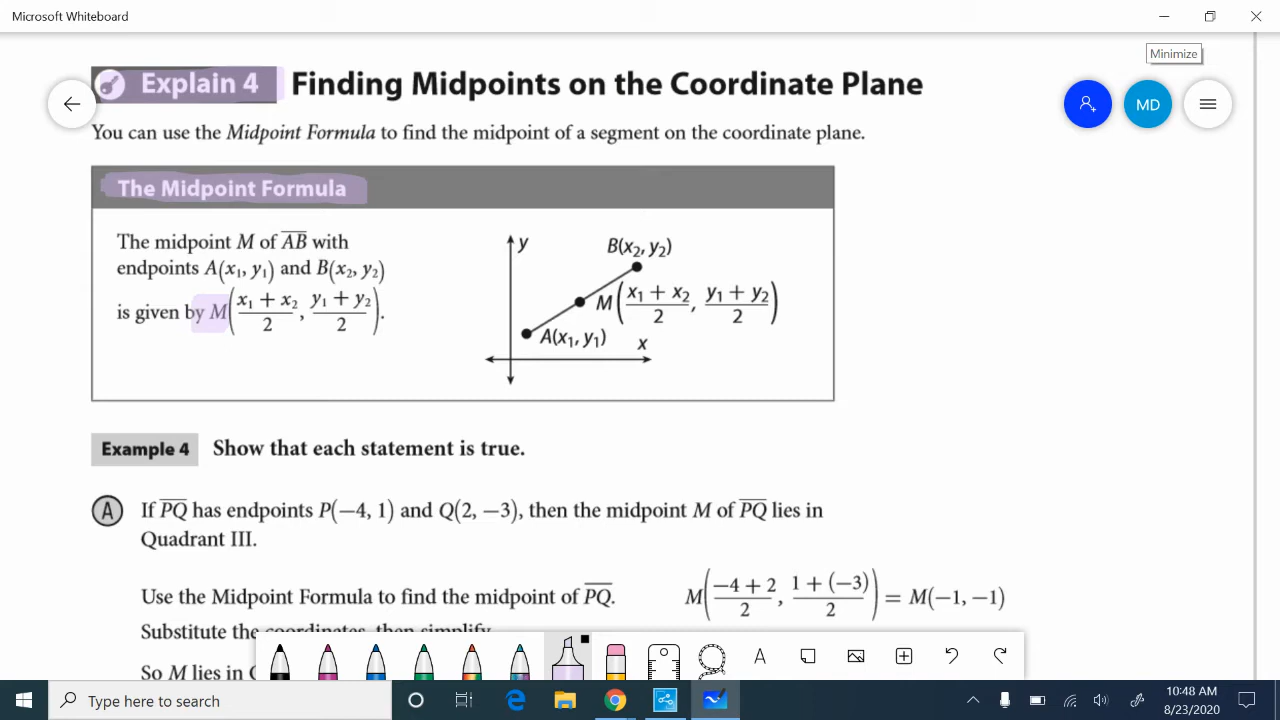 Microsoft Whiteboard
Minimize
Explain 4 Finding Midpoints on the Coordinate Plane
MD
You can use the Midpoint Formula to find the midpoint of a segment on the coordinate plane.
The Midpoint Formula
The midpoint M of A̅B̅ with
endpoints A(x₁, y₁) and B(x₂, y₂)
is given by M((x₁ + x₂)/2, (y₁ + y₂)/2).
y
B(x₂, y₂)
M((x₁ + x₂)/2, (y₁ + y₂)/2)
A(x₁, y₁)
x
Example 4 Show that each statement is true.
A If P̅Q̅ has endpoints P(−4, 1) and Q(2, −3), then the midpoint M of P̅Q̅ lies in
Quadrant III.
Use the Midpoint Formula to find the midpoint of P̅Q̅. M((−4 + 2)/2, (1 + (−3))/2) = M(−1, −1)
Substitute the coordinates, then simplify.
So M lies in
A
Type here to search
10:48 AM
8/23/2020